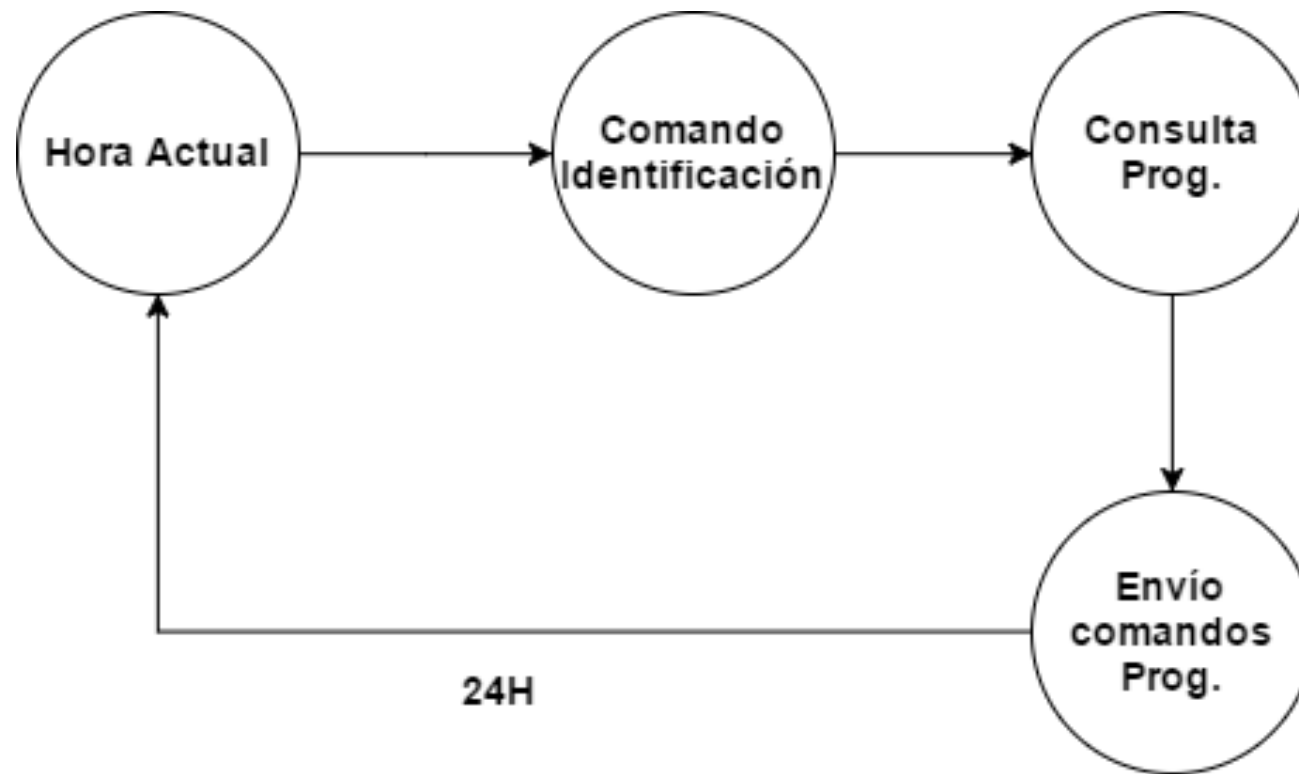 Hora Actual
Comando
Identificación
Consulta
Prog.
Envío
comandos
Prog.
24H